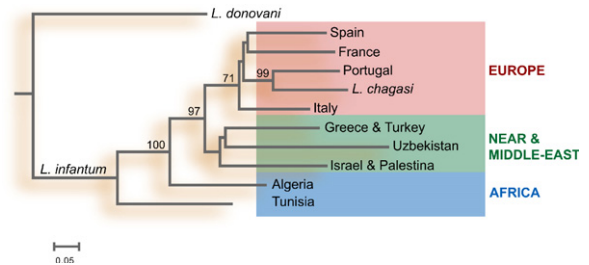 L. donovani
Spain
France
71
99
Portugal
EUROPE
L. chagasi
97
Italy
Greece & Turkey
100
Uzbekistan
NEAR &
MIDDLE-EAST
L. infantum
Israel & Palestina
Algeria
AFRICA
Tunisia
0.05